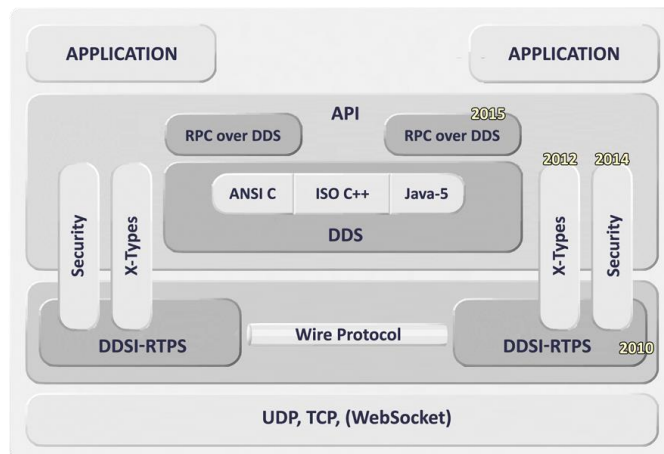 APPLICATION
APPLICATION
API
2015
RPC over DDS
RPC over DDS
2012
2014
ANSI C
ISO C++
Java-5
DDS
Security
X-Types
X-Types
Security
Wire Protocol
DDSI-RTPS
DDSI-RTPS
2010
UDP, TCP, (WebSocket)